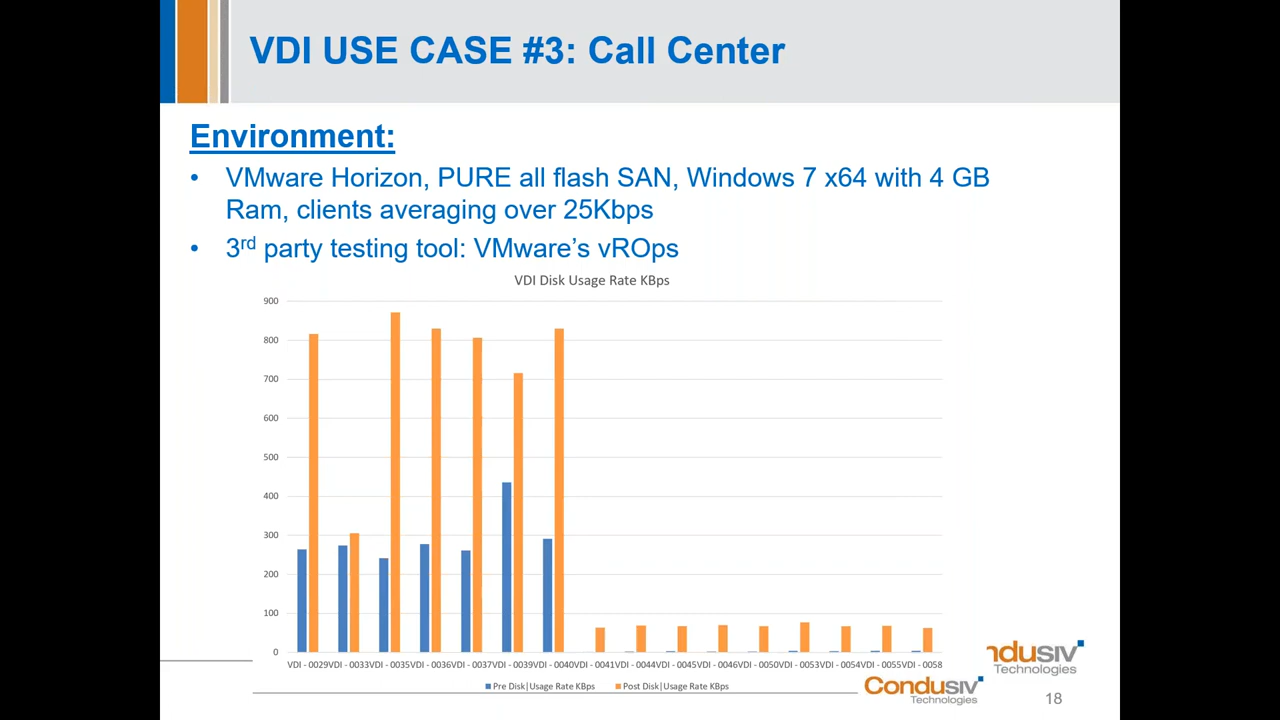 VDI USE CASE #3: Call Center
Environment:
• VMware Horizon, PURE all flash SAN, Windows 7 x64 with 4 GB
Ram, clients averaging over 25Kbps
• 3rd party testing tool: VMware’s vROps
VDI Disk Usage Rate KBps
900
800
700
600
500
400
300
200
100
0
VDI - 0029VDI - 0033VDI - 0035VDI - 0036VDI - 0037VDI - 0039VDI - 0040VDI - 0041VDI - 0044VDI - 0045VDI - 0046VDI - 0050VDI - 0053VDI - 0054VDI - 0055VDI - 0058
Pre Disk|Usage Rate KBps Post Disk|Usage Rate KBps
ndusiv
Technologies
Condusiv
Technologies
18